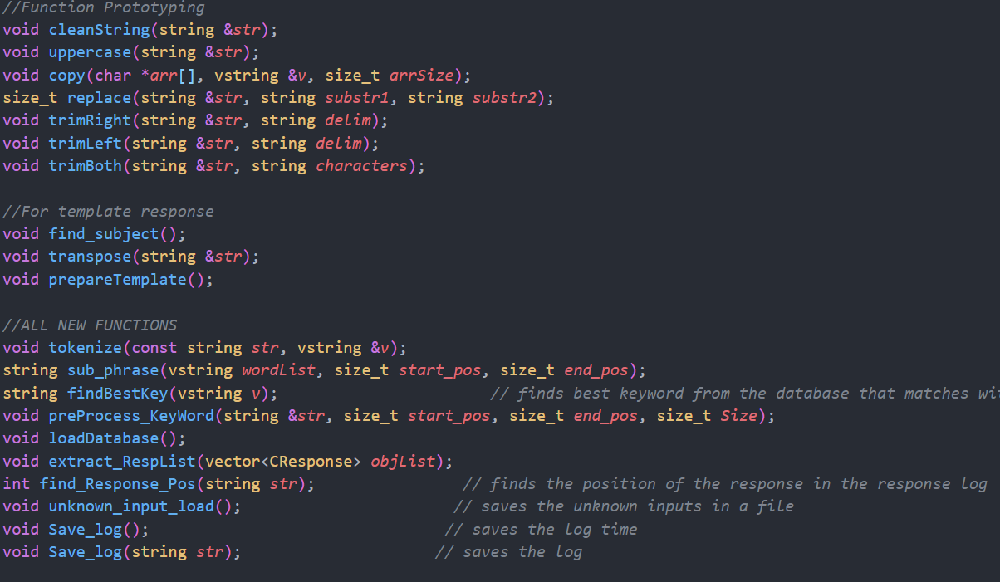 //Function Prototyping
void cleanString(string &str);
void uppercase(string &str);
void copy(char *arr[], vstring &v, size_t arrSize);
size_t replace(string &str, string substr1, string substr2);
void trimRight(string &str, string delim);
void trimLeft(string &str, string delim);
void trimBoth(string &str, string characters);
//For template response
void find_subject();
void transpose(string &str);
void prepareTemplate();
//ALL NEW FUNCTIONS
void tokenize(const string str, vstring &v);
string sub_phrase(vstring wordList, size_t start_pos, size_t end_pos);
string findBestKey(vstring v); // finds best keyword from the database that matches
void preProcess_KeyWord(string &str, size_t start_pos, size_t end_pos, size_t Size);
void loadDatabase();
void extract_RespList(vector<CResponse> objList);
int find_Response_Pos(string str); // finds the position of the response in the response log
void unknown_input_load(); // saves the unknown inputs in a file
void Save_log(); // saves the log time
void Save_log(string str); // saves the log